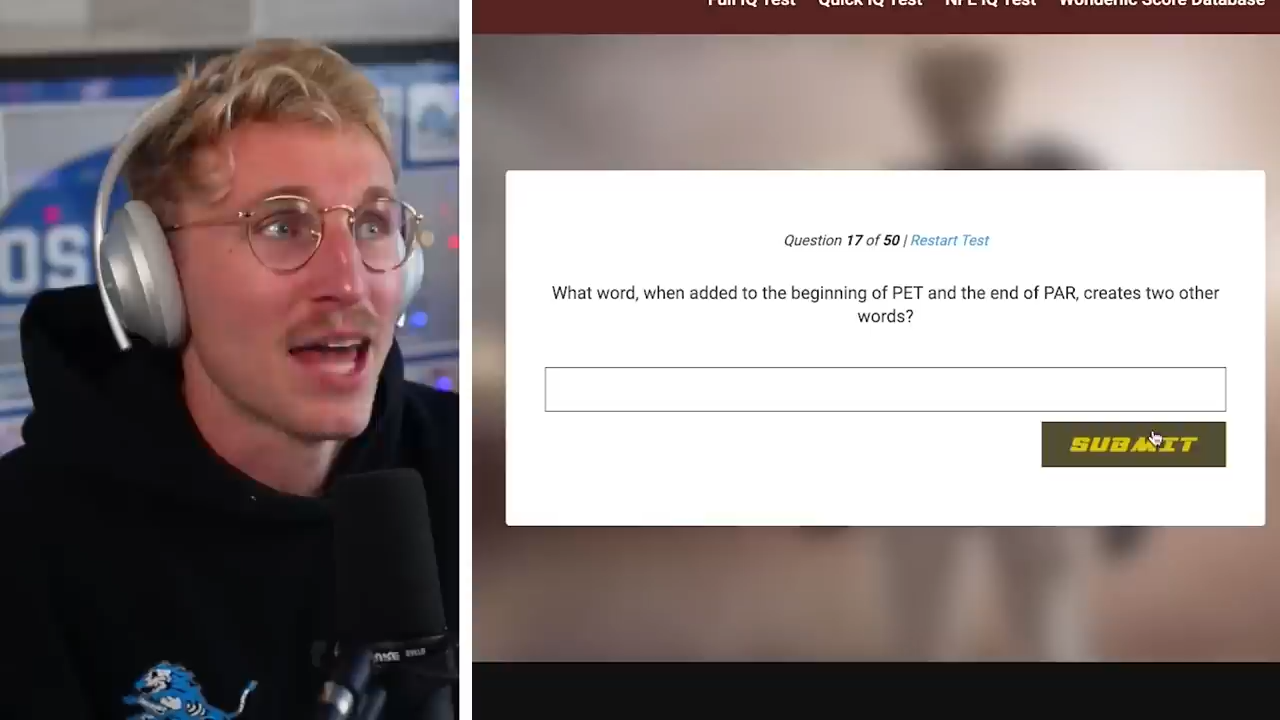 Full IQ Test Quick IQ Test NFL IQ Test Wonderlic Score Database
OS
Question 17 of 50 | Restart Test
What word, when added to the beginning of PET and the end of PAR, creates two other
words?
SUBMIT